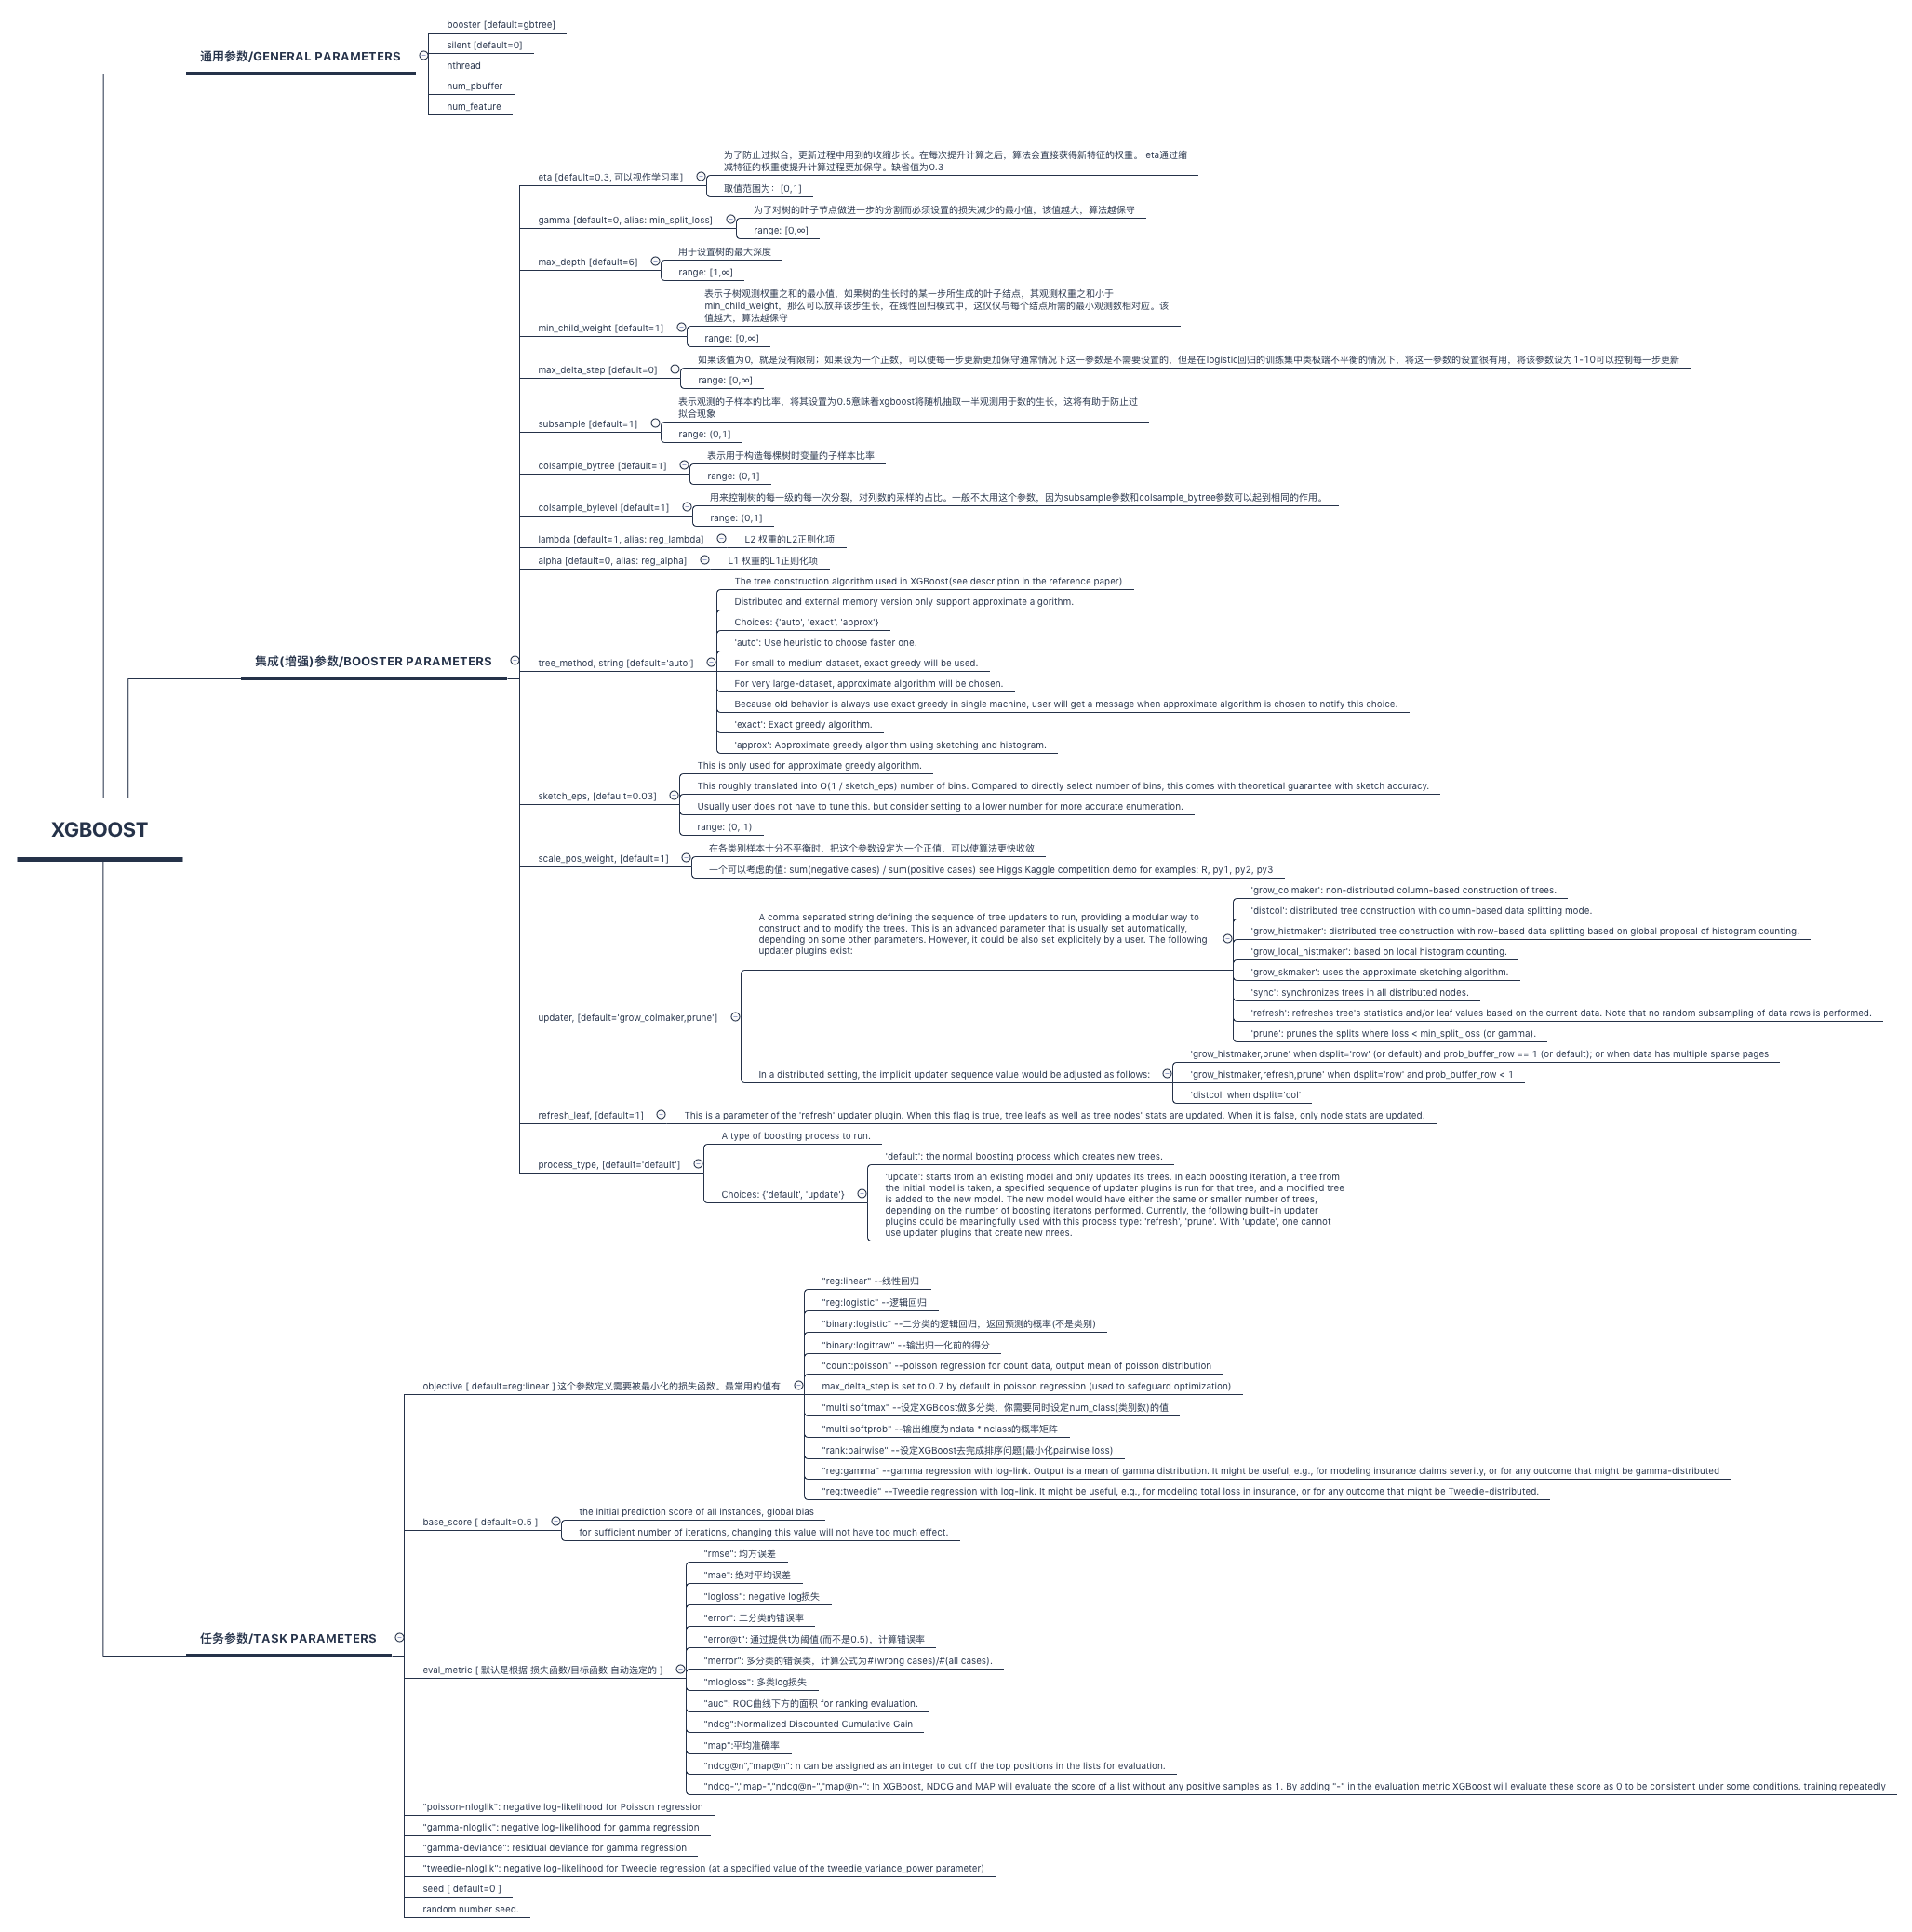 XGBOOST
通用参数/GENERAL PARAMETERS
booster [default=gbtree]
silent [default=0]
nthread
num_pbuffer
num_feature
集成(增强)参数/BOOSTER PARAMETERS
eta [default=0.3, 可以视作学习率]
为了防止过拟合，更新过程中用到的收缩步长。在每次提升计算之后，算法会直接获得新特征的权重。 eta通过缩
减特征的权重使提升计算过程更加保守。缺省值为0.3
取值范围为：[0,1]
gamma [default=0, alias: min_split_loss]
为了对树的叶子节点做进一步的分割而必须设置的损失减少的最小值，该值越大，算法越保守
range: [0,∞]
max_depth [default=6]
用于设置树的最大深度
range: [1,∞]
min_child_weight [default=1]
表示子树观测权重之和的最小值，如果树的生长时的某一步所生成的叶子结点，其观测权重之和小于
min_child_weight，那么可以放弃该步生长，在线性回归模式中，这仅仅与每个结点所需的最小观测数相对应。该
值越大，算法越保守
range: [0,∞]
max_delta_step [default=0]
如果该值为0，就是没有限制；如果设为一个正数，可以使每一步更新更加保守通常情况下这一参数是不需要设置的，但是在logistic回归的训练集中类极端不平衡的情况下，将这一参数的设置很有用，将该参数设为1-10可以控制每一步更新
range: [0,∞]
subsample [default=1]
表示观测的子样本的比率，将其设置为0.5意味着xgboost将随机抽取一半观测用于数的生长，这将有助于防止过
拟合现象
range: (0,1]
colsample_bytree [default=1]
表示用于构造每棵树时变量的子样本比率
range: (0,1]
colsample_bylevel [default=1]
用来控制树的每一级的每一次分裂，对列数的采样的占比。一般不太用这个参数，因为subsample参数和colsample_bytree参数可以起到相同的作用。
range: (0,1]
lambda [default=1, alias: reg_lambda]
L2 权重的L2正则化项
alpha [default=0, alias: reg_alpha]
L1 权重的L1正则化项
tree_method, string [default='auto']
The tree construction algorithm used in XGBoost(see description in the reference paper)
Distributed and external memory version only support approximate algorithm.
Choices: {'auto', 'exact', 'approx'}
'auto': Use heuristic to choose faster one.
For small to medium dataset, exact greedy will be used.
For very large-dataset, approximate algorithm will be chosen.
Because old behavior is always use exact greedy in single machine, user will get a message when approximate algorithm is chosen to notify this choice.
'exact': Exact greedy algorithm.
'approx': Approximate greedy algorithm using sketching and histogram.
sketch_eps, [default=0.03]
This is only used for approximate greedy algorithm.
This roughly translated into O(1 / sketch_eps) number of bins. Compared to directly select number of bins, this comes with theoretical guarantee with sketch accuracy.
Usually user does not have to tune this. but consider setting to a lower number for more accurate enumeration.
range: (0, 1)
scale_pos_weight, [default=1]
在各类别样本十分不平衡时，把这个参数设定为一个正值，可以使算法更快收敛
一个可以考虑的值: sum(negative cases) / sum(positive cases) see Higgs Kaggle competition demo for examples: R, py1, py2, py3
updater, [default='grow_colmaker,prune']
A comma separated string defining the sequence of tree updaters to run, providing a modular way to
construct and to modify the trees. This is an advanced parameter that is usually set automatically,
depending on some other parameters. However, it could be also set explicitely by a user. The following
updater plugins exist:
'grow_colmaker': non-distributed column-based construction of trees.
'distcol': distributed tree construction with column-based data splitting mode.
'grow_histmaker': distributed tree construction with row-based data splitting based on global proposal of histogram counting.
'grow_local_histmaker': based on local histogram counting.
'grow_skmaker': uses the approximate sketching algorithm.
'sync': synchronizes trees in all distributed nodes.
'refresh': refreshes tree's statistics and/or leaf values based on the current data. Note that no random subsampling of data rows is performed.
'prune': prunes the splits where loss < min_split_loss (or gamma).
In a distributed setting, the implicit updater sequence value would be adjusted as follows:
'grow_histmaker,prune' when dsplit='row' (or default) and prob_buffer_row == 1 (or default); or when data has multiple sparse pages
'grow_histmaker,refresh,prune' when dsplit='row' and prob_buffer_row < 1
'distcol' when dsplit='col'
refresh_leaf, [default=1]
This is a parameter of the 'refresh' updater plugin. When this flag is true, tree leafs as well as tree nodes' stats are updated. When it is false, only node stats are updated.
process_type, [default='default']
A type of boosting process to run.
Choices: {'default', 'update'}
'default': the normal boosting process which creates new trees.
'update': starts from an existing model and only updates its trees. In each boosting iteration, a tree from
the initial model is taken, a specified sequence of updater plugins is run for that tree, and a modified tree
is added to the new model. The new model would have either the same or smaller number of trees,
depending on the number of boosting iteratons performed. Currently, the following built-in updater
plugins could be meaningfully used with this process type: 'refresh', 'prune'. With 'update', one cannot
use updater plugins that create new nrees.
任务参数/TASK PARAMETERS
objective [ default=reg:linear ] 这个参数定义需要被最小化的损失函数。最常用的值有
"reg:linear" --线性回归
"reg:logistic" --逻辑回归
"binary:logistic" --二分类的逻辑回归，返回预测的概率(不是类别)
"binary:logitraw" --输出归一化前的得分
"count:poisson" --poisson regression for count data, output mean of poisson distribution
max_delta_step is set to 0.7 by default in poisson regression (used to safeguard optimization)
"multi:softmax" --设定XGBoost做多分类，你需要同时设定num_class(类别数)的值
"multi:softprob" --输出维度为ndata * nclass的概率矩阵
"rank:pairwise" --设定XGBoost去完成排序问题(最小化pairwise loss)
"reg:gamma" --gamma regression with log-link. Output is a mean of gamma distribution. It might be useful, e.g., for modeling insurance claims severity, or for any outcome that might be gamma-distributed
"reg:tweedie" --Tweedie regression with log-link. It might be useful, e.g., for modeling total loss in insurance, or for any outcome that might be Tweedie-distributed.
base_score [ default=0.5 ]
the initial prediction score of all instances, global bias
for sufficient number of iterations, changing this value will not have too much effect.
eval_metric [ 默认是根据 损失函数/目标函数 自动选定的 ]
"rmse": 均方误差
"mae": 绝对平均误差
"logloss": negative log损失
"error": 二分类的错误率
"error@t": 通过提供t为阈值(而不是0.5)，计算错误率
"merror": 多分类的错误类，计算公式为#(wrong cases)/#(all cases).
"mlogloss": 多类log损失
"auc": ROC曲线下方的面积 for ranking evaluation.
"ndcg":Normalized Discounted Cumulative Gain
"map":平均准确率
"ndcg@n","map@n": n can be assigned as an integer to cut off the top positions in the lists for evaluation.
"ndcg-","map-","ndcg@n-","map@n-": In XGBoost, NDCG and MAP will evaluate the score of a list without any positive samples as 1. By adding "-" in the evaluation metric XGBoost will evaluate these score as 0 to be consistent under some conditions. training repeatedly
"poisson-nloglik": negative log-likelihood for Poisson regression
"gamma-nloglik": negative log-likelihood for gamma regression
"gamma-deviance": residual deviance for gamma regression
"tweedie-nloglik": negative log-likelihood for Tweedie regression (at a specified value of the tweedie_variance_power parameter)
seed [ default=0 ]
random number seed.